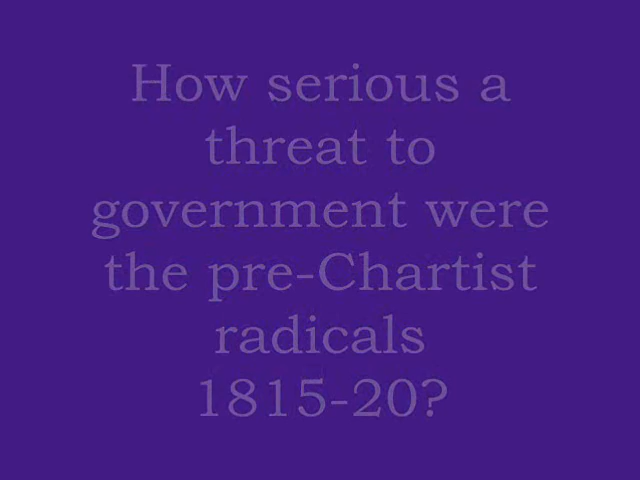 How serious a
threat to
government were
the pre-Chartist
radicals
1815-20?